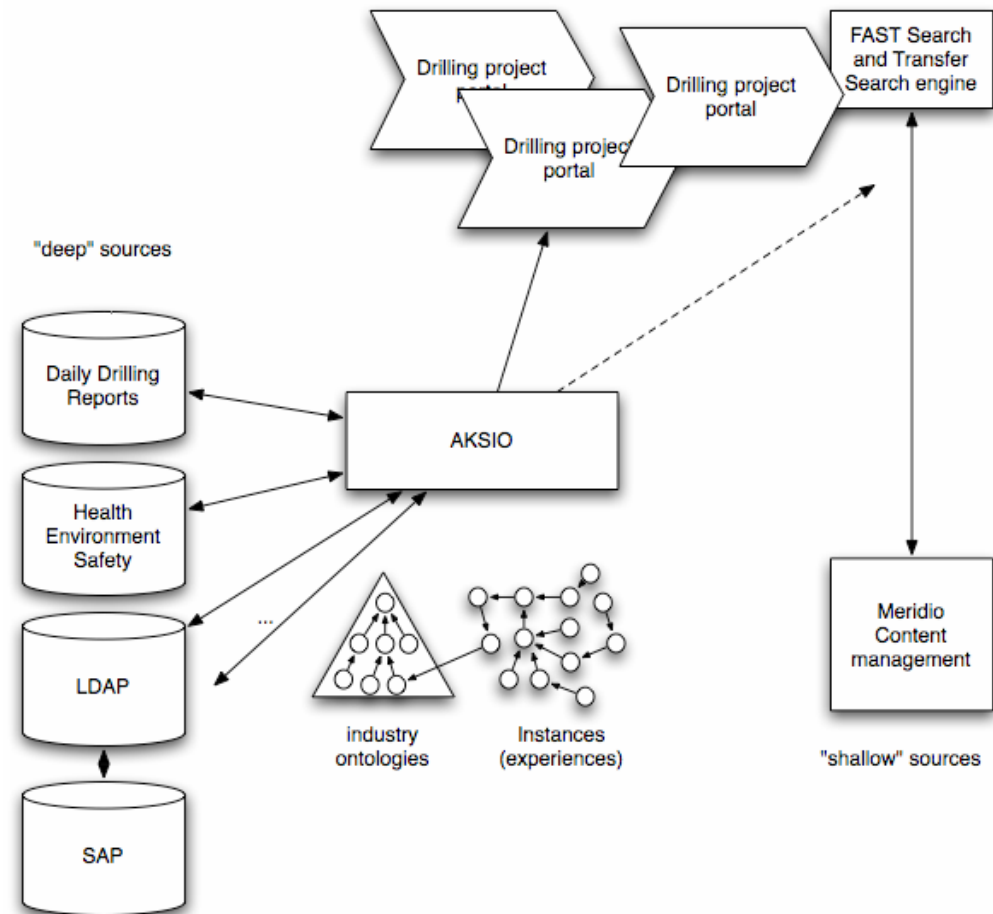 Drilling project
portal
Drilling project
portal
Drilling project
portal
FAST Search
and Transfer
Search engine
"deep" sources
Daily Drilling
Reports
AKSIO
Health
Environment
Safety
...
LDAP
Meridio
Content
management
industry
ontologies
Instances
(experiences)
"shallow" sources
SAP